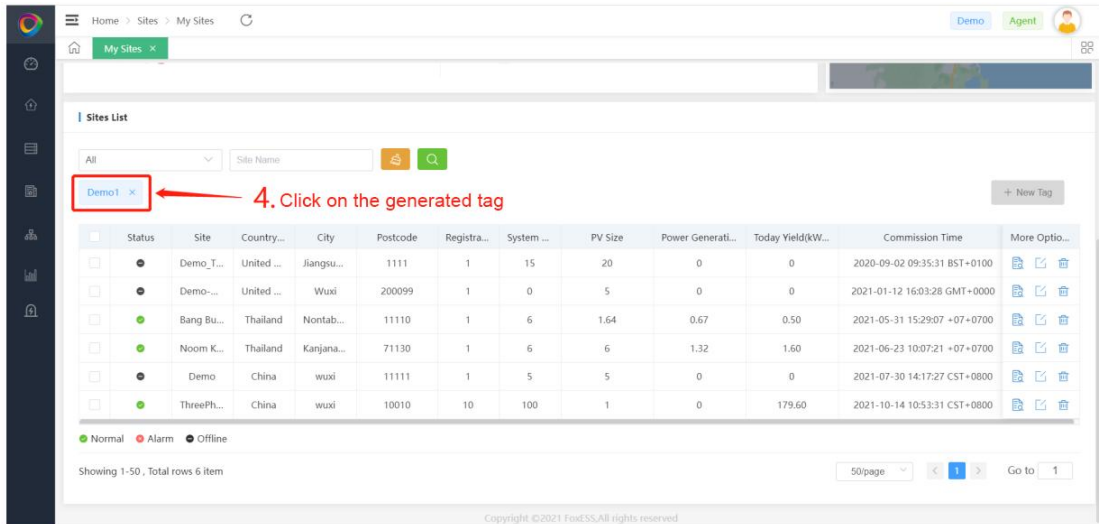 Home > Sites > My Sites Demo Agent
My Sites ×
Sites List
All Site Name
Demo1 × 4. Click on the generated tag + New Tag
Status Site Country... City Postcode Registra... System ... PV Size Power Generati... Today Yield(kW... Commission Time More Optio...
Demo_T... United ... Jiangsu... 1111 1 15 20 0 0 2020-09-02 09:35:31 BST+0100
Demo-... United ... Wuxi 200099 1 0 5 0 0 2021-01-12 16:03:28 GMT+0000
Bang Bu... Thailand Nontab... 11110 1 6 1.64 0.67 0.50 2021-05-31 15:29:07 +07+0700
Noom K... Thailand Kanjana... 71130 1 6 6 1.32 1.60 2021-06-23 10:07:21 +07+0700
Demo China wuxi 11111 1 5 5 0 0 2021-07-30 14:17:27 CST+0800
ThreePh... China wuxi 10010 10 100 1 0 179.60 2021-10-14 10:53:31 CST+0800
Normal Alarm Offline
Showing 1-50 , Total rows 6 item 50/page < 1 > Go to 1
Copyright ©2021 FoxESS,All rights reserved